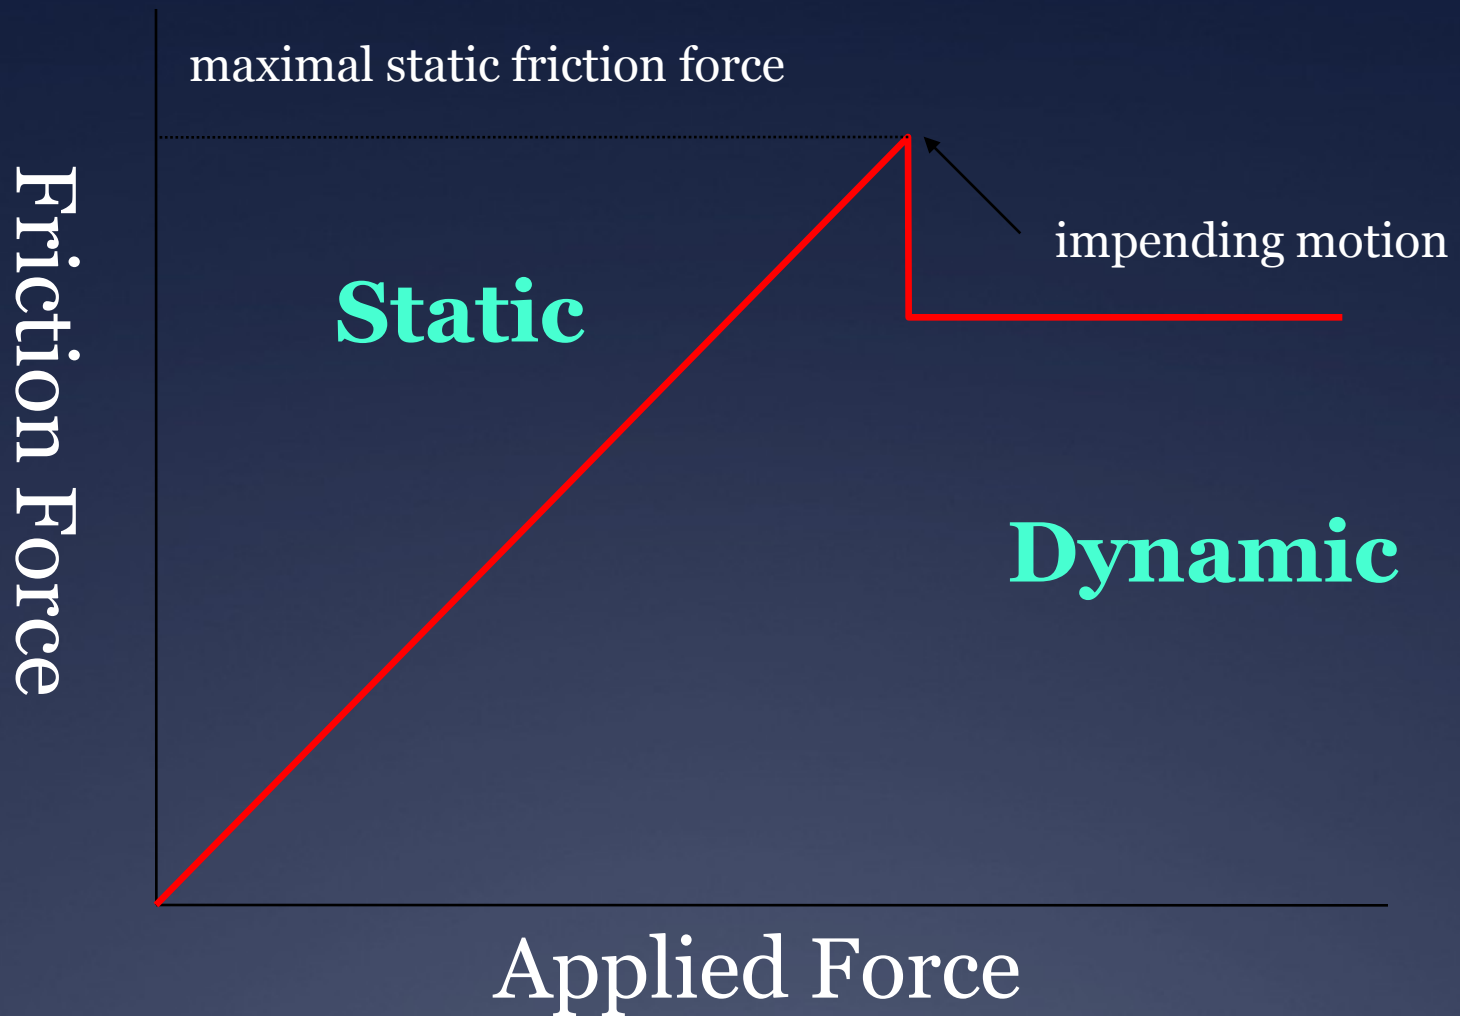 maximal static friction force
impending motion
Static
Dynamic
Friction Force
Applied Force